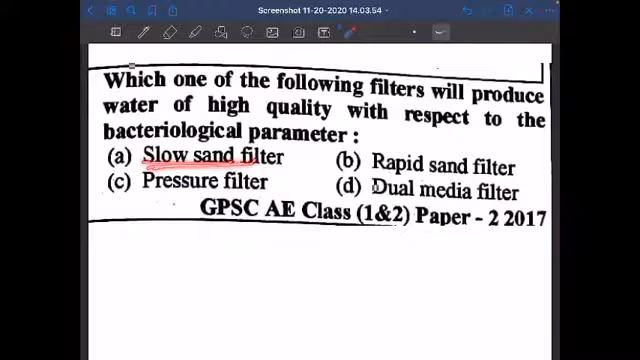 Screenshot 11-20-2020 14.03.54
Which one of the following filters will produce
water of high quality with respect to the
bacteriological parameter :
(a) Slow sand filter (b) Rapid sand filter
(c) Pressure filter (d) Dual media filter
GPSC AE Class (1&2) Paper - 2 2017